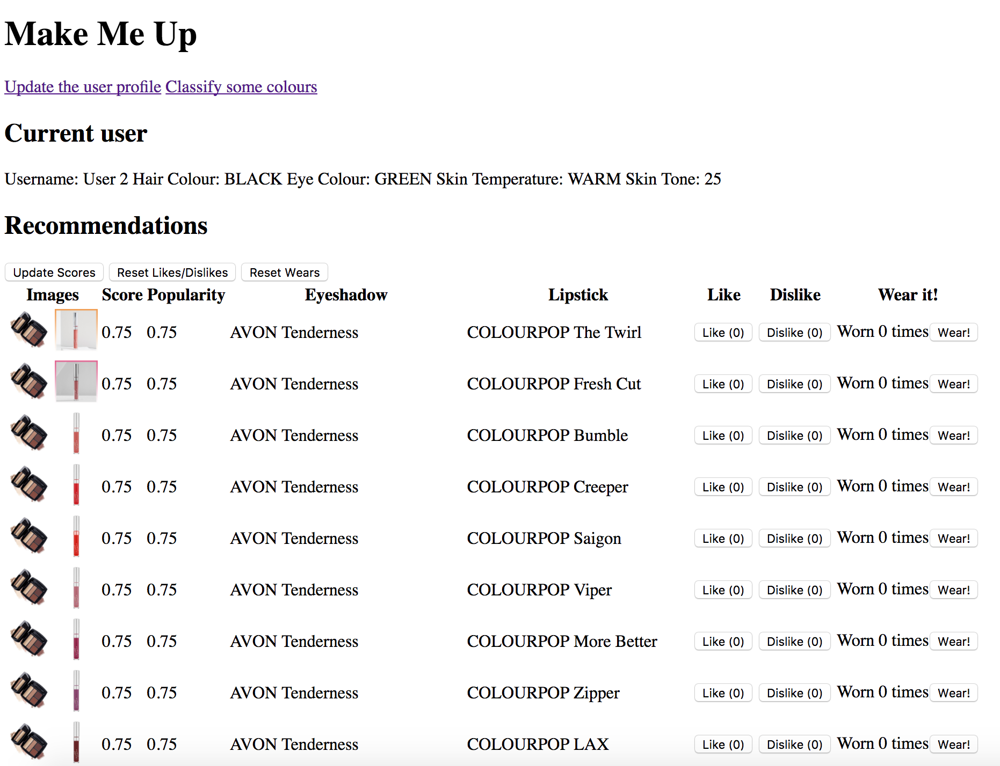 Make Me Up
Update the user profile Classify some colours
Current user
Username: User 2 Hair Colour: BLACK Eye Colour: GREEN Skin Temperature: WARM Skin Tone: 25
Recommendations
Update Scores Reset Likes/Dislikes Reset Wears
Images Score Popularity Eyeshadow Lipstick Like Dislike Wear it!
0.75 0.75 AVON Tenderness COLOURPOP The Twirl Like (0) Dislike (0) Worn 0 times Wear!
0.75 0.75 AVON Tenderness COLOURPOP Fresh Cut Like (0) Dislike (0) Worn 0 times Wear!
0.75 0.75 AVON Tenderness COLOURPOP Bumble Like (0) Dislike (0) Worn 0 times Wear!
0.75 0.75 AVON Tenderness COLOURPOP Creeper Like (0) Dislike (0) Worn 0 times Wear!
0.75 0.75 AVON Tenderness COLOURPOP Saigon Like (0) Dislike (0) Worn 0 times Wear!
0.75 0.75 AVON Tenderness COLOURPOP Viper Like (0) Dislike (0) Worn 0 times Wear!
0.75 0.75 AVON Tenderness COLOURPOP More Better Like (0) Dislike (0) Worn 0 times Wear!
0.75 0.75 AVON Tenderness COLOURPOP Zipper Like (0) Dislike (0) Worn 0 times Wear!
0.75 0.75 AVON Tenderness COLOURPOP LAX Like (0) Dislike (0) Worn 0 times Wear!